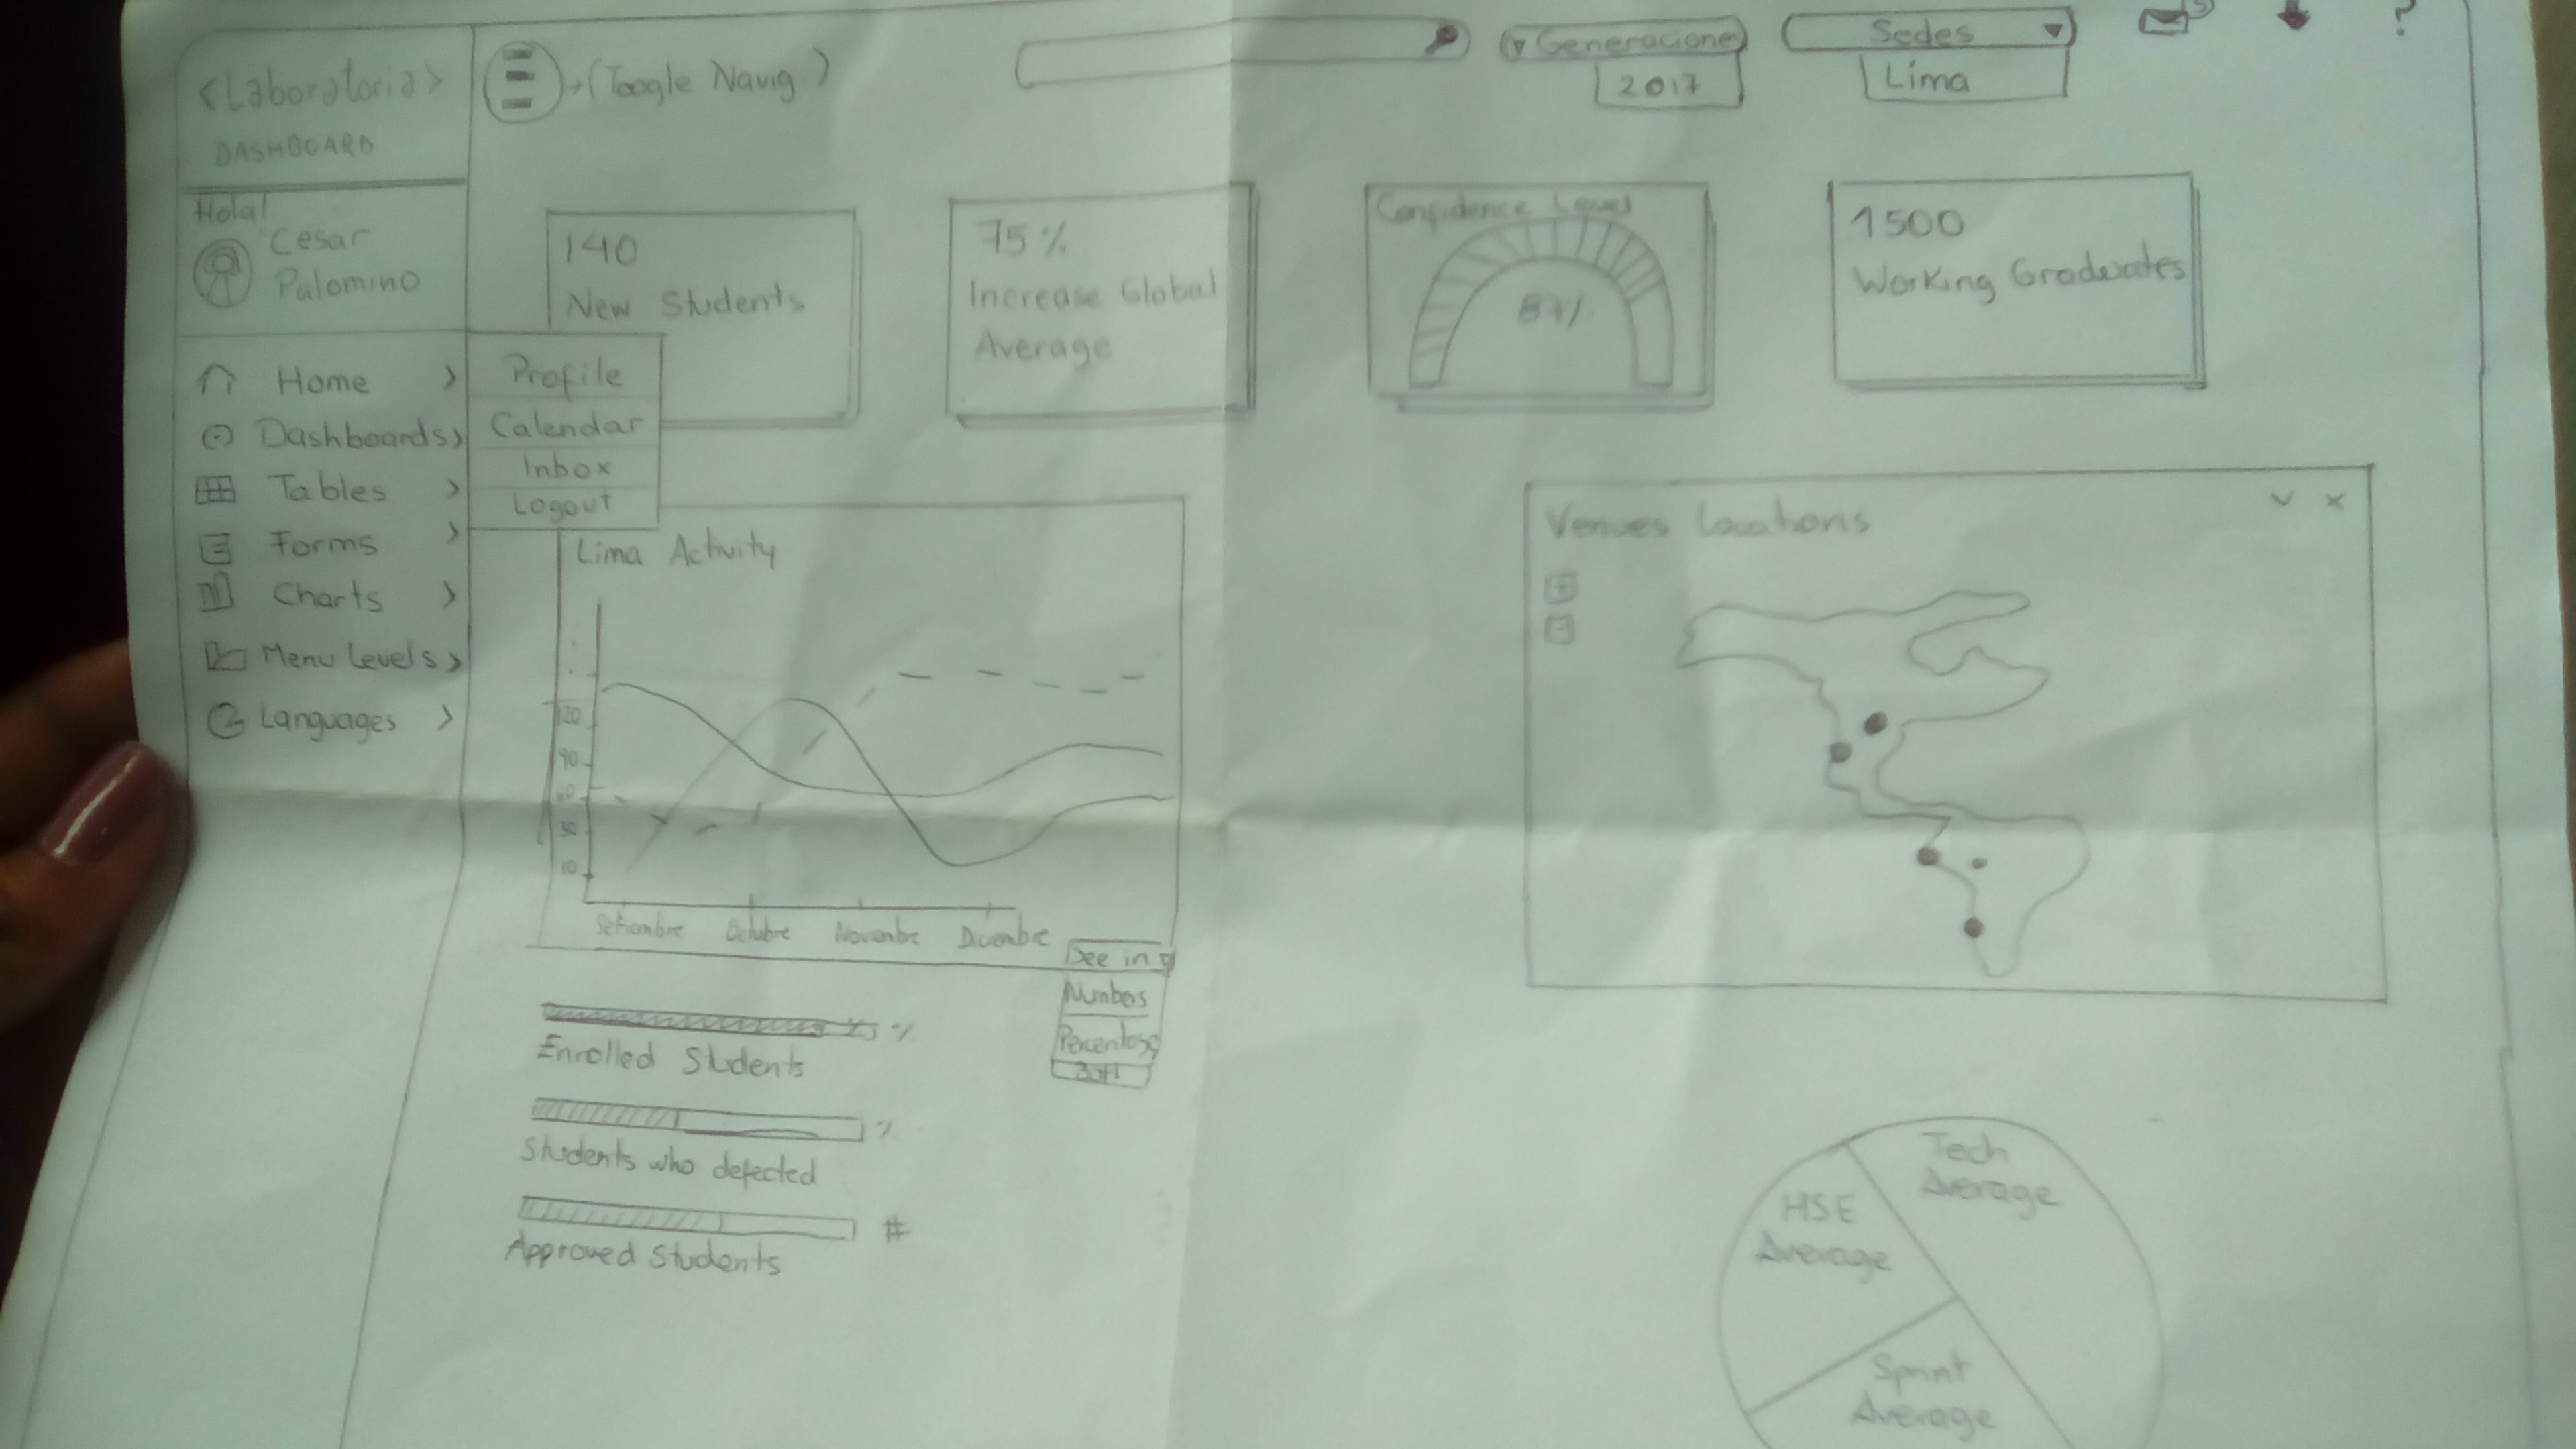 <Laboratoria>
DASHBOARD
→(Toogle Navig.)
Generacione
2017
Sedes
Lima
?
Hola!
Cesar
Palomino
Home >
Dashboards >
Tables >
Forms >
Charts >
Menu Levels >
Languages >
Profile
Calendar
Inbox
Logout
140
New Students
75 %
Increase Global
Average
Confidence Level
87%
1500
Working Graduates
Lima Activity
120
90
60
30
10
Setiembre
Octubre
Novembre
Diciembre
See in
Numbers
Percentage
Both
%
Enrolled Students
%
Students who defected
#
Approved Students
Venues Locations
Tech
Average
HSE
Average
Sprint
Average